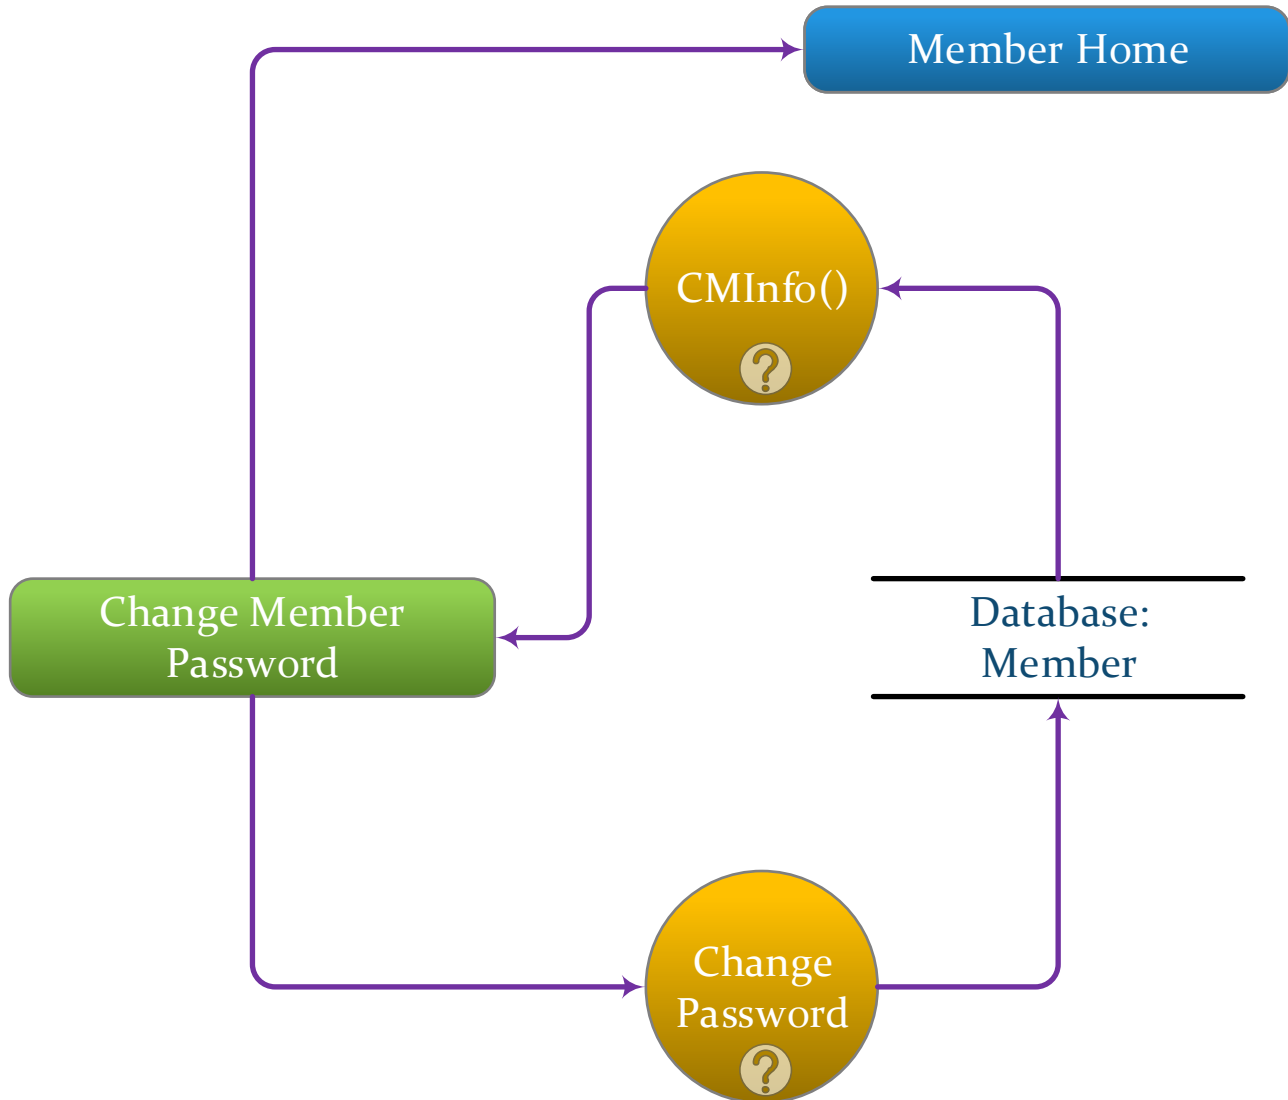 Member Home
CMInfo()
?
Change Member
Password
Database:
Member
Change
Password
?